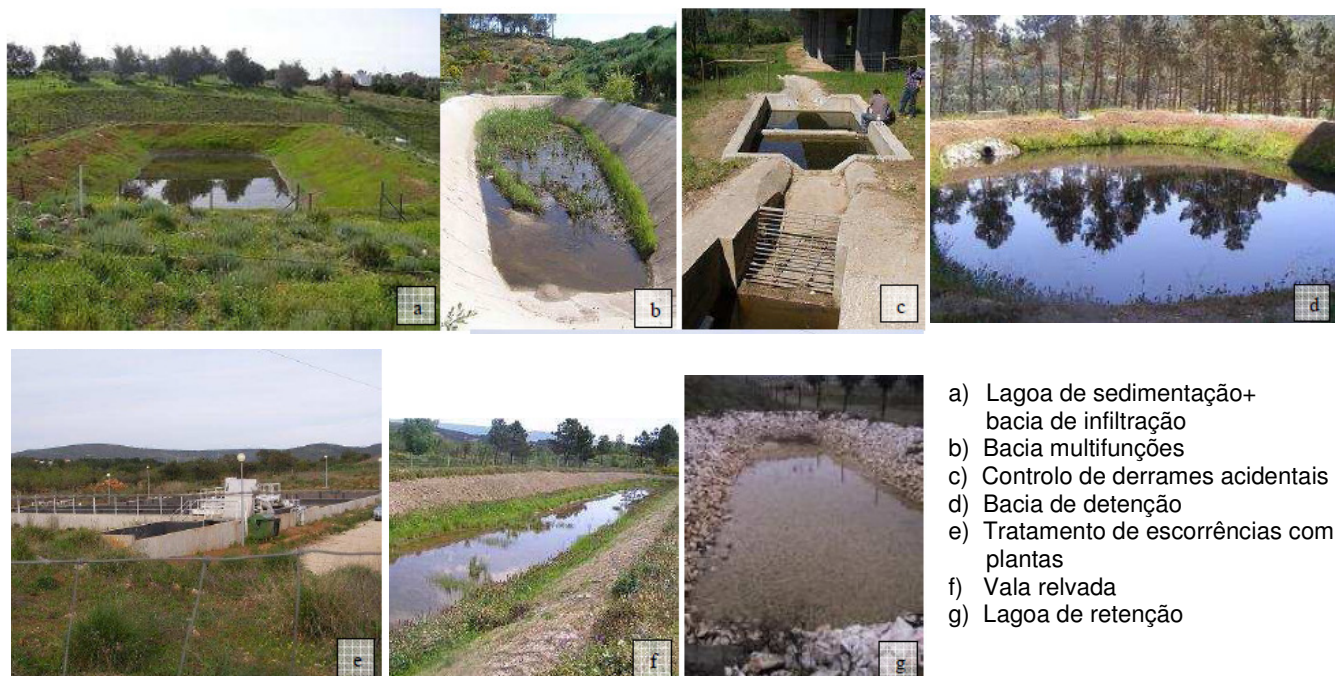 a
b
c
d
e
f
g
a) Lagoa de sedimentação+
bacia de infiltração
b) Bacia multifunções
c) Controlo de derrames acidentais
d) Bacia de detenção
e) Tratamento de escorrências com
plantas
f) Vala relvada
g) Lagoa de retenção